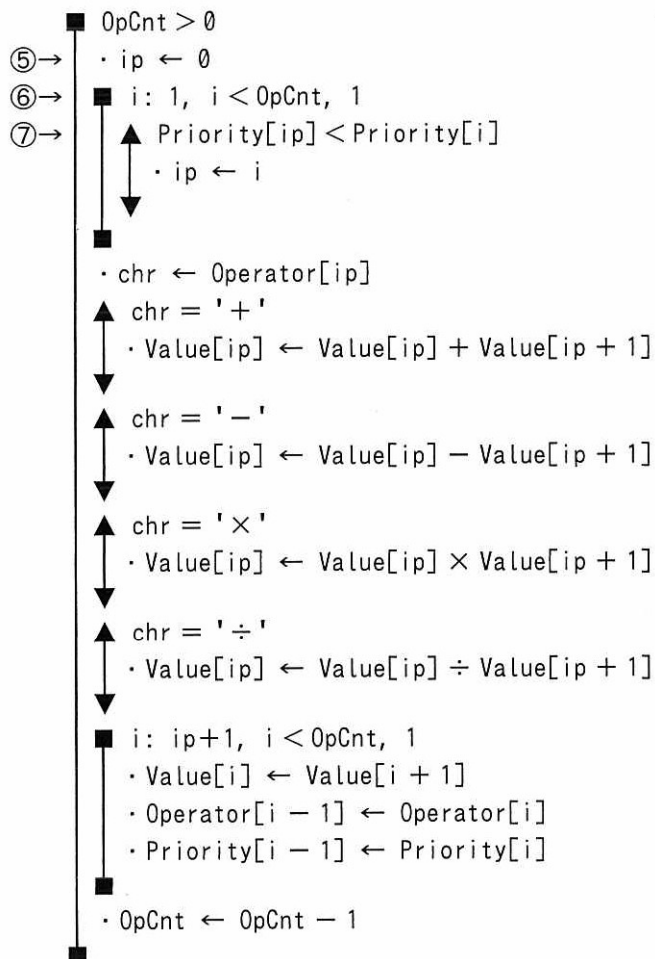 OpCnt > 0
⑤→ ・ip ← 0
⑥→ i: 1, i < OpCnt, 1
⑦→ Priority[ip] < Priority[i]
・ip ← i
・chr ← Operator[ip]
chr = '+'
・Value[ip] ← Value[ip] + Value[ip + 1]
chr = '−'
・Value[ip] ← Value[ip] − Value[ip + 1]
chr = '×'
・Value[ip] ← Value[ip] × Value[ip + 1]
chr = '÷'
・Value[ip] ← Value[ip] ÷ Value[ip + 1]
i: ip+1, i < OpCnt, 1
・Value[i] ← Value[i + 1]
・Operator[i − 1] ← Operator[i]
・Priority[i − 1] ← Priority[i]
・OpCnt ← OpCnt − 1